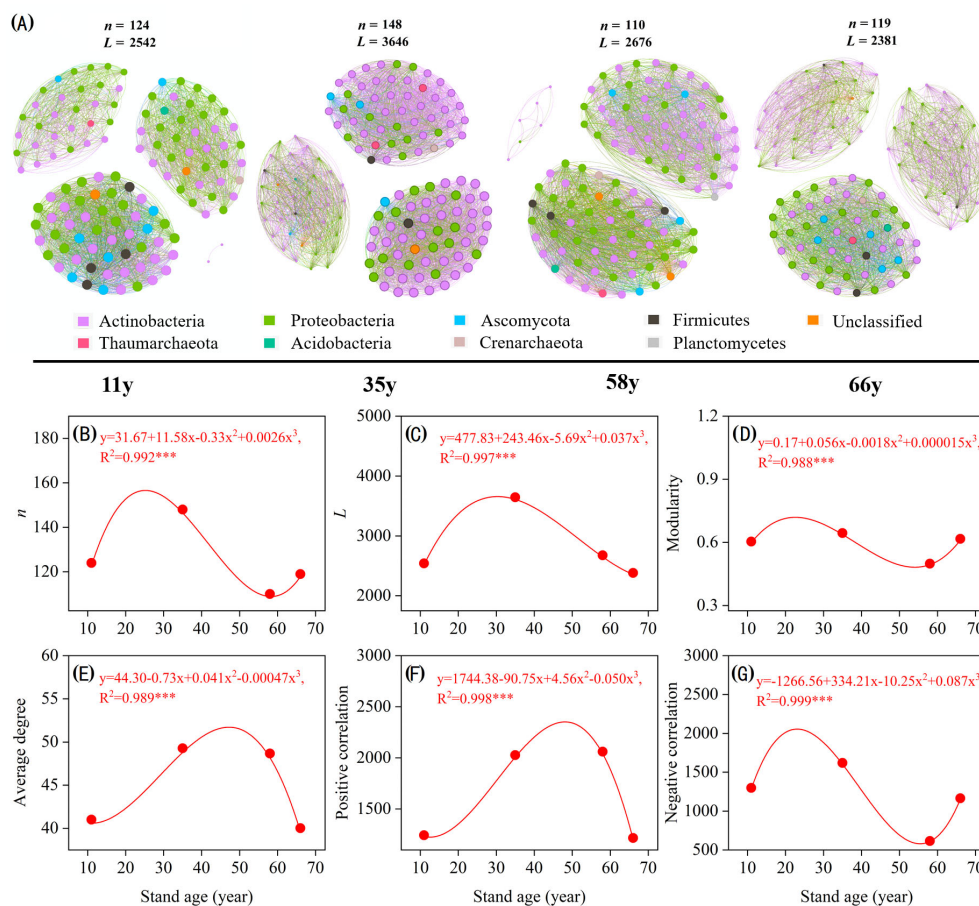 (A)
n = 124
L = 2542
n = 148
L = 3646
n = 110
L = 2676
n = 119
L = 2381
Actinobacteria
Proteobacteria
Ascomycota
Firmicutes
Unclassified
Thaumarchaeota
Acidobacteria
Crenarchaeota
Planctomycetes
11y
35y
58y
66y
(B) y=31.67+11.58x-0.33x²+0.0026x³,
R²=0.992***
180
160
140
120
n
10 20 30 40 50 60 70
(C) y=477.83+243.46x-5.69x²+0.037x³,
R²=0.997***
5000
4000
3000
2000
L
10 20 30 40 50 60 70
(D) y=0.17+0.056x-0.0018x²+0.000015x³,
R²=0.988***
1.2
0.9
0.6
0.3
Modularity
10 20 30 40 50 60 70
(E) y=44.30-0.73x+0.041x²-0.00047x³,
R²=0.989***
60
55
50
45
40
Average degree
10 20 30 40 50 60 70
Stand age (year)
(F) y=1744.38-90.75x+4.56x²-0.050x³,
R²=0.998***
3000
2500
2000
1500
Positive correlation
10 20 30 40 50 60 70
Stand age (year)
(G) y=-1266.56+334.21x-10.25x²+0.087x³
R²=0.999***
3000
2500
2000
1500
1000
500
Negative correlation
10 20 30 40 50 60 70
Stand age (year)